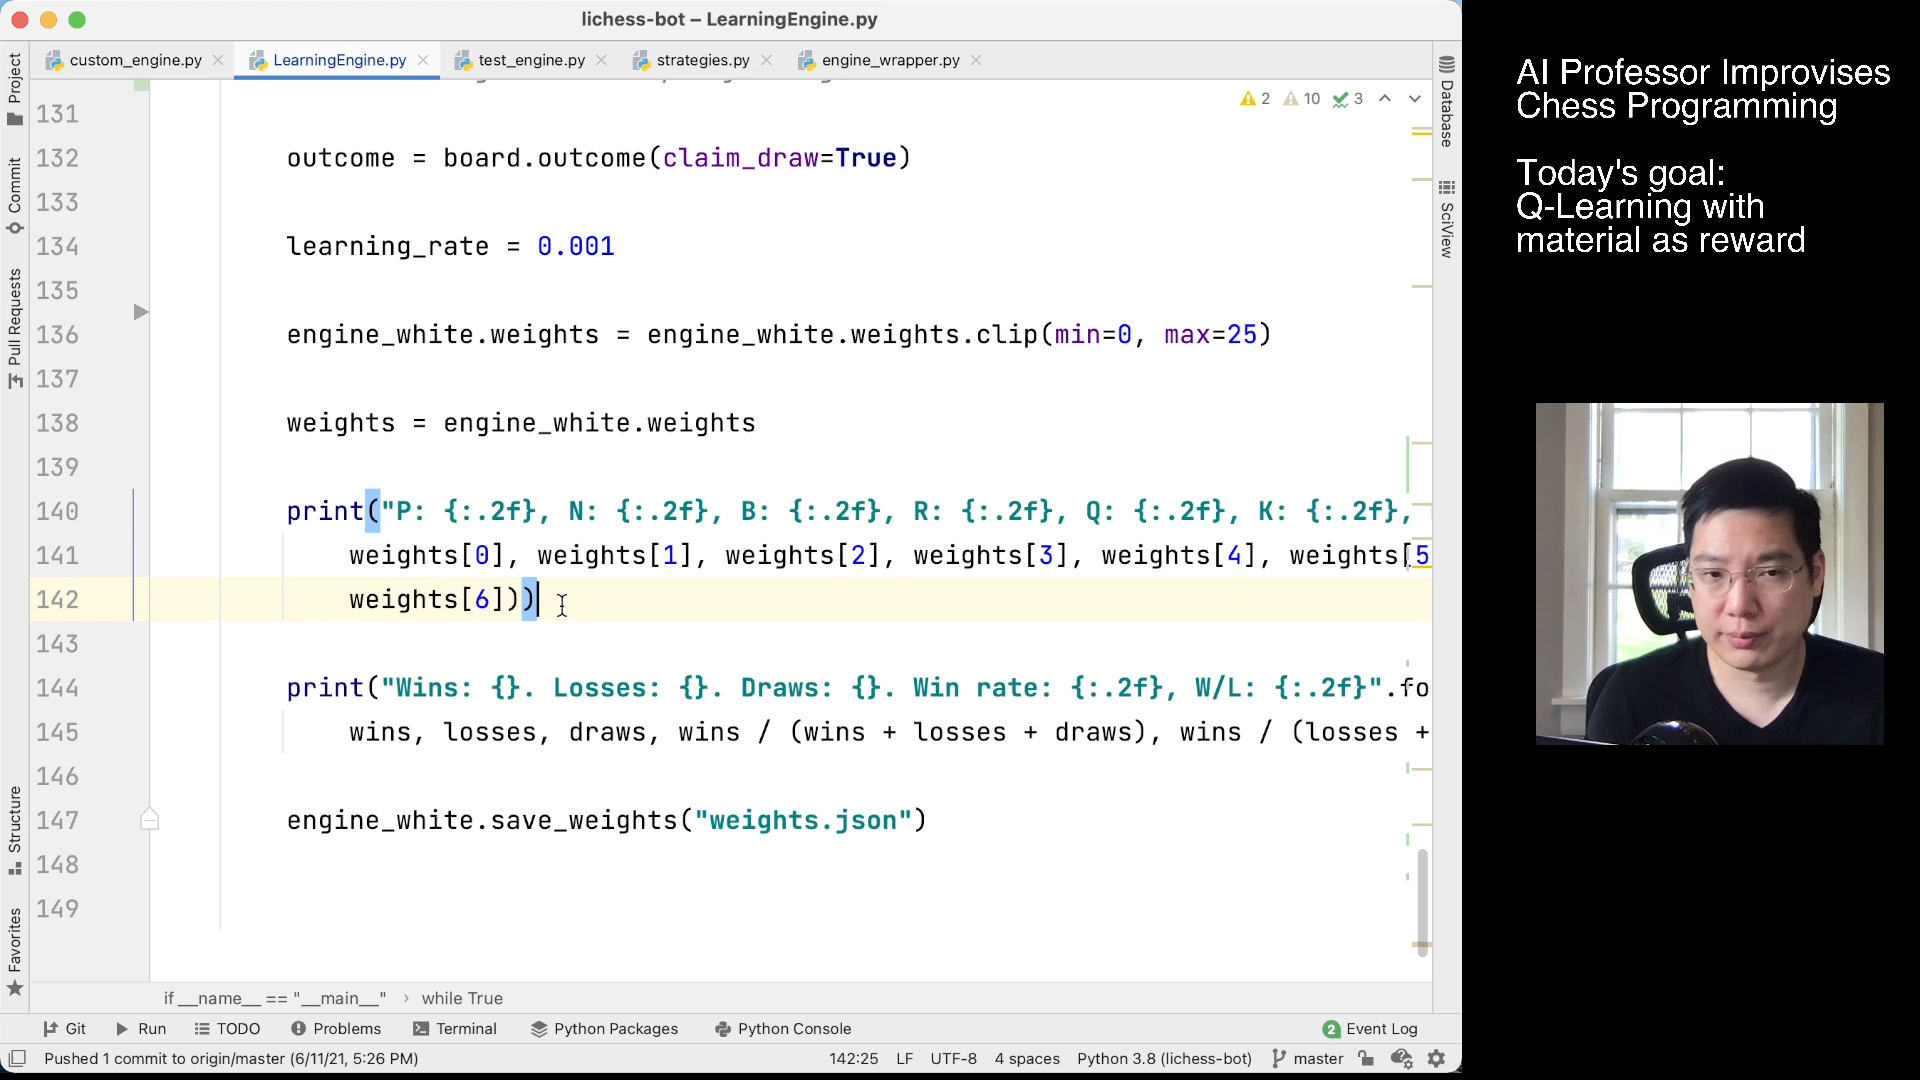 lichess-bot – LearningEngine.py
custom_engine.py
LearningEngine.py
test_engine.py
strategies.py
engine_wrapper.py
Project
Commit
Pull Requests
Structure
Favorites
Database
SciView
2
10
3
131
132 outcome = board.outcome(claim_draw=True)
133
134 learning_rate = 0.001
135
136 engine_white.weights = engine_white.weights.clip(min=0, max=25)
137
138 weights = engine_white.weights
139
140 print("P: {:.2f}, N: {:.2f}, B: {:.2f}, R: {:.2f}, Q: {:.2f}, K: {:.2f},
141 weights[0], weights[1], weights[2], weights[3], weights[4], weights[5
142 weights[6]))
143
144 print("Wins: {}. Losses: {}. Draws: {}. Win rate: {:.2f}, W/L: {:.2f}".fo
145 wins, losses, draws, wins / (wins + losses + draws), wins / (losses +
146
147 engine_white.save_weights("weights.json")
148
149
if __name__ == "__main__" › while True
Git
Run
TODO
Problems
Terminal
Python Packages
Python Console
2 Event Log
Pushed 1 commit to origin/master (6/11/21, 5:26 PM)
142:25
LF
UTF-8
4 spaces
Python 3.8 (lichess-bot)
master
AI Professor Improvises
Chess Programming
Today's goal:
Q-Learning with
material as reward